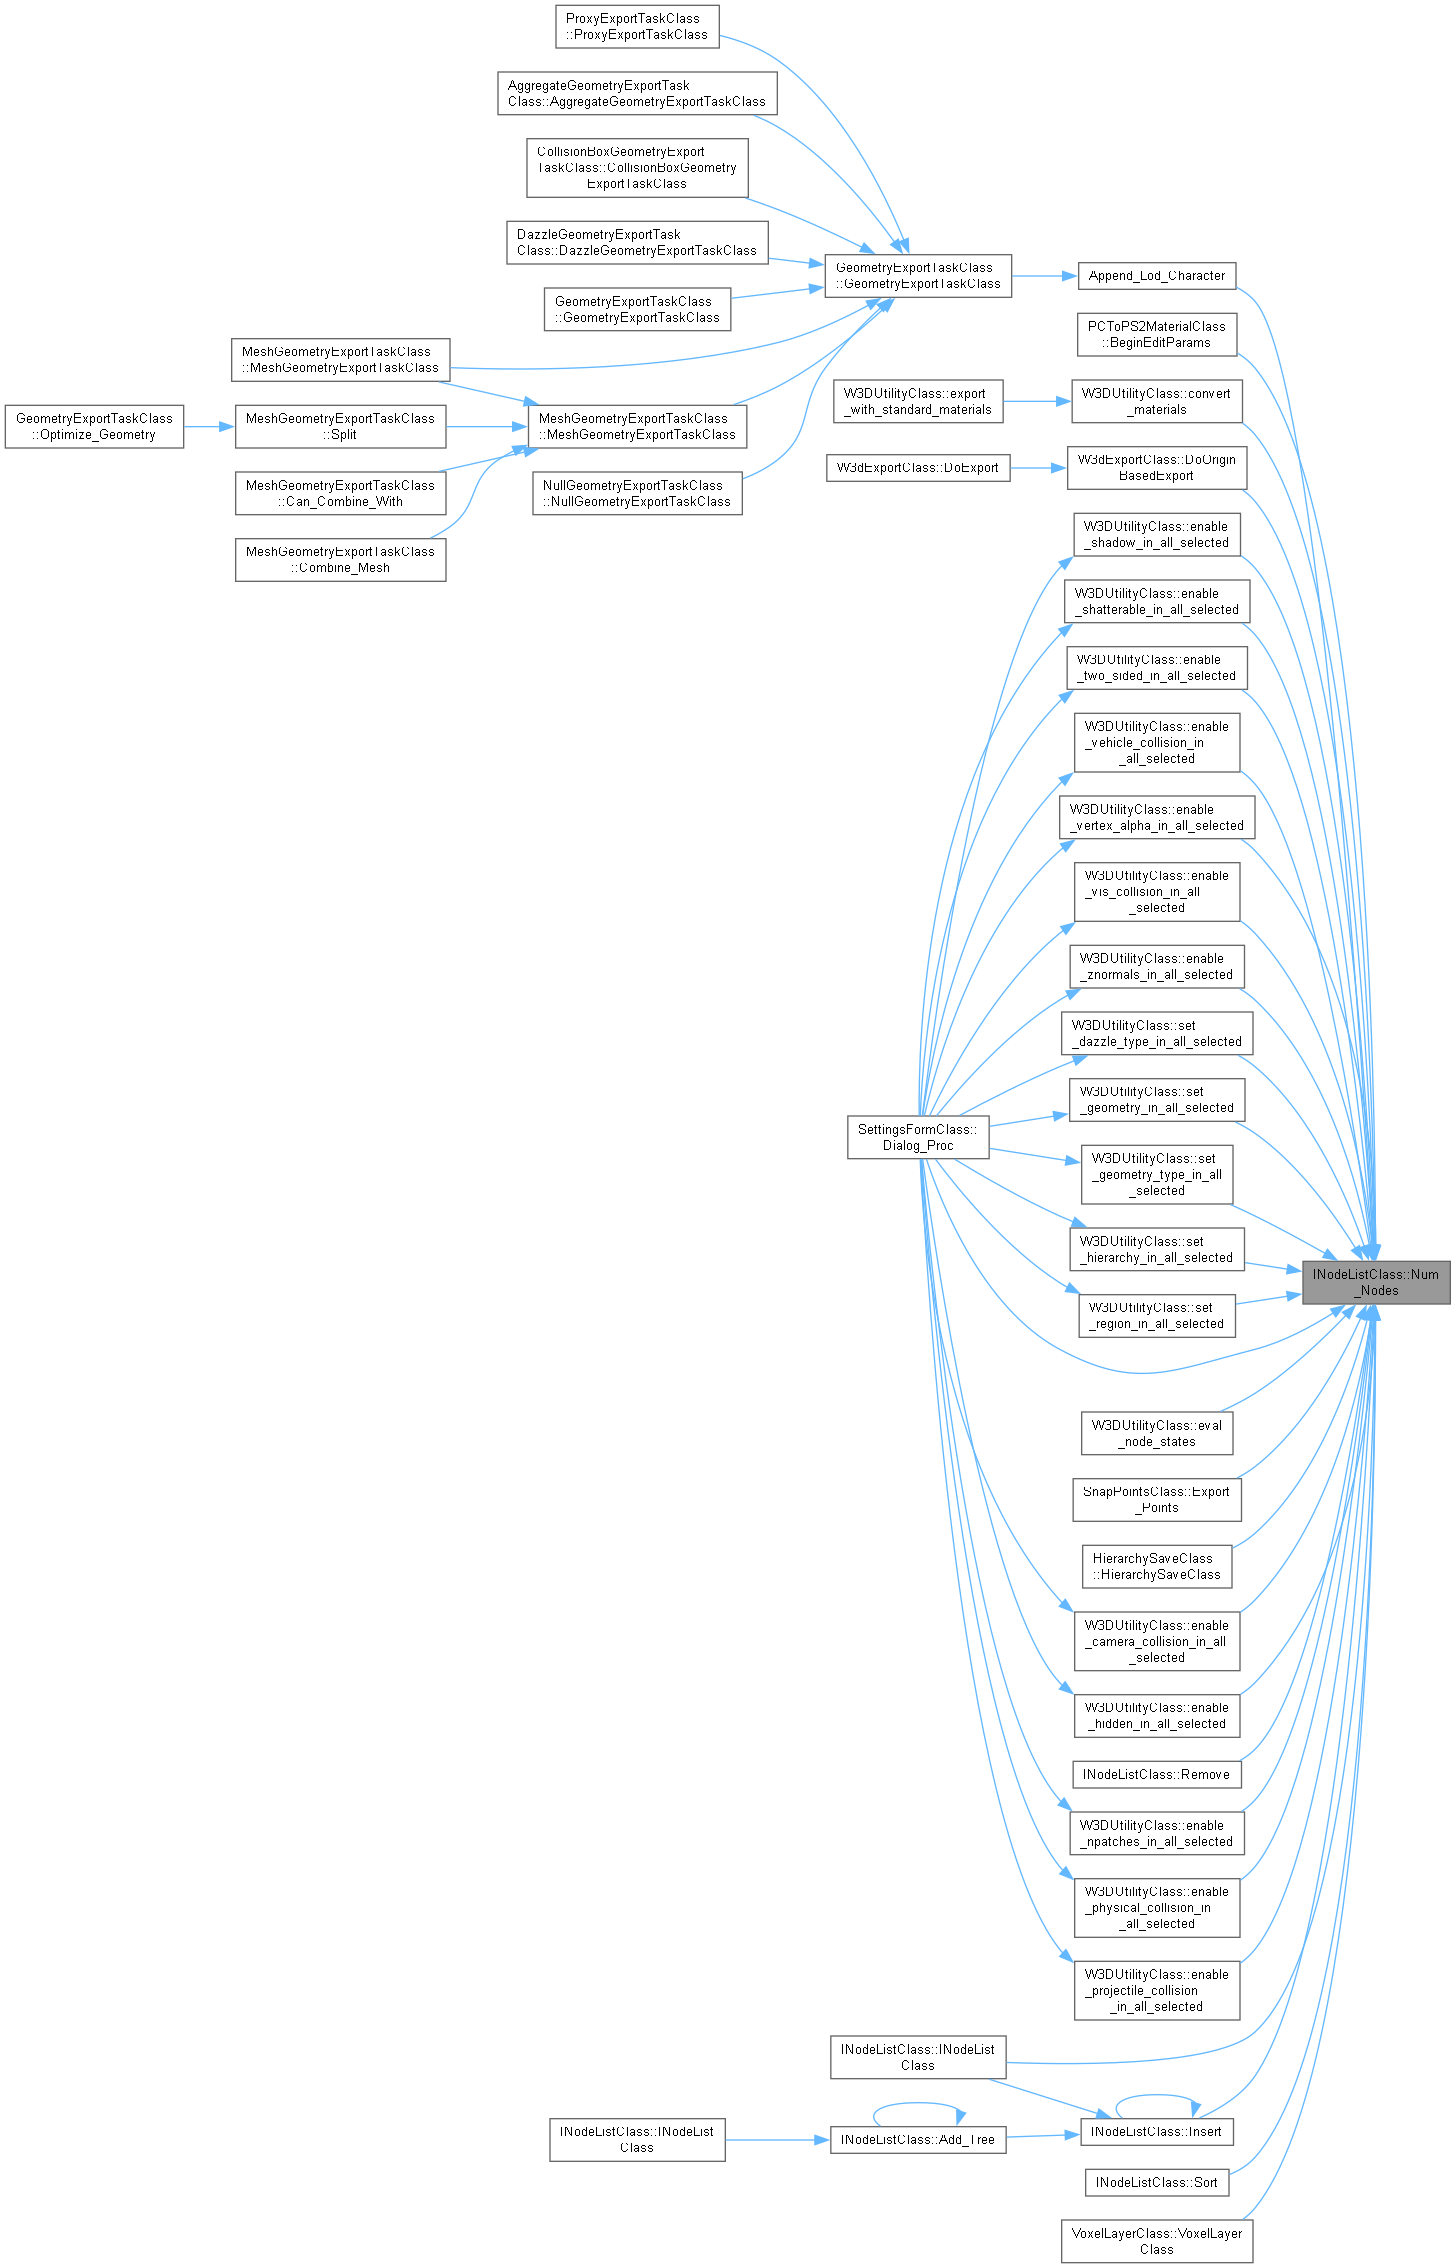 ProxyExportTaskClass
::ProxyExportTaskClass
AggregateGeometryExportTask
Class::AggregateGeometryExportTaskClass
CollisionBoxGeometryExport
TaskClass::CollisionBoxGeometry
ExportTaskClass
DazzleGeometryExportTask
Class::DazzleGeometryExportTaskClass
GeometryExportTaskClass
::GeometryExportTaskClass
Append_Lod_Character
GeometryExportTaskClass
::GeometryExportTaskClass
PCToPS2MaterialClass
::BeginEditParams
MeshGeometryExportTaskClass
::MeshGeometryExportTaskClass
W3DUtilityClass::export
_with_standard_materials
W3DUtilityClass::convert
_materials
GeometryExportTaskClass
::Optimize_Geometry
MeshGeometryExportTaskClass
::Split
MeshGeometryExportTaskClass
::MeshGeometryExportTaskClass
W3dExportClass::DoExport
W3dExportClass::DoOrigin
BasedExport
MeshGeometryExportTaskClass
::Can_Combine_With
NullGeometryExportTaskClass
::NullGeometryExportTaskClass
W3DUtilityClass::enable
_shadow_in_all_selected
MeshGeometryExportTaskClass
::Combine_Mesh
W3DUtilityClass::enable
_shatterable_in_all_selected
W3DUtilityClass::enable
_two_sided_in_all_selected
W3DUtilityClass::enable
_vehicle_collision_in
_all_selected
W3DUtilityClass::enable
_vertex_alpha_in_all_selected
W3DUtilityClass::enable
_vis_collision_in_all
_selected
W3DUtilityClass::enable
_znormals_in_all_selected
W3DUtilityClass::set
_dazzle_type_in_all_selected
W3DUtilityClass::set
_geometry_in_all_selected
SettingsFormClass::
Dialog_Proc
W3DUtilityClass::set
_geometry_type_in_all
_selected
W3DUtilityClass::set
_hierarchy_in_all_selected
INodeListClass::Num
_Nodes
W3DUtilityClass::set
_region_in_all_selected
W3DUtilityClass::eval
_node_states
SnapPointsClass::Export
_Points
HierarchySaveClass
::HierarchySaveClass
W3DUtilityClass::enable
_camera_collision_in_all
_selected
W3DUtilityClass::enable
_hidden_in_all_selected
INodeListClass::Remove
W3DUtilityClass::enable
_npatches_in_all_selected
W3DUtilityClass::enable
_physical_collision_in
_all_selected
W3DUtilityClass::enable
_projectile_collision
_in_all_selected
INodeListClass::INodeList
Class
INodeListClass::INodeList
Class
INodeListClass::Add_Tree
INodeListClass::Insert
INodeListClass::Sort
VoxelLayerClass::VoxelLayer
Class